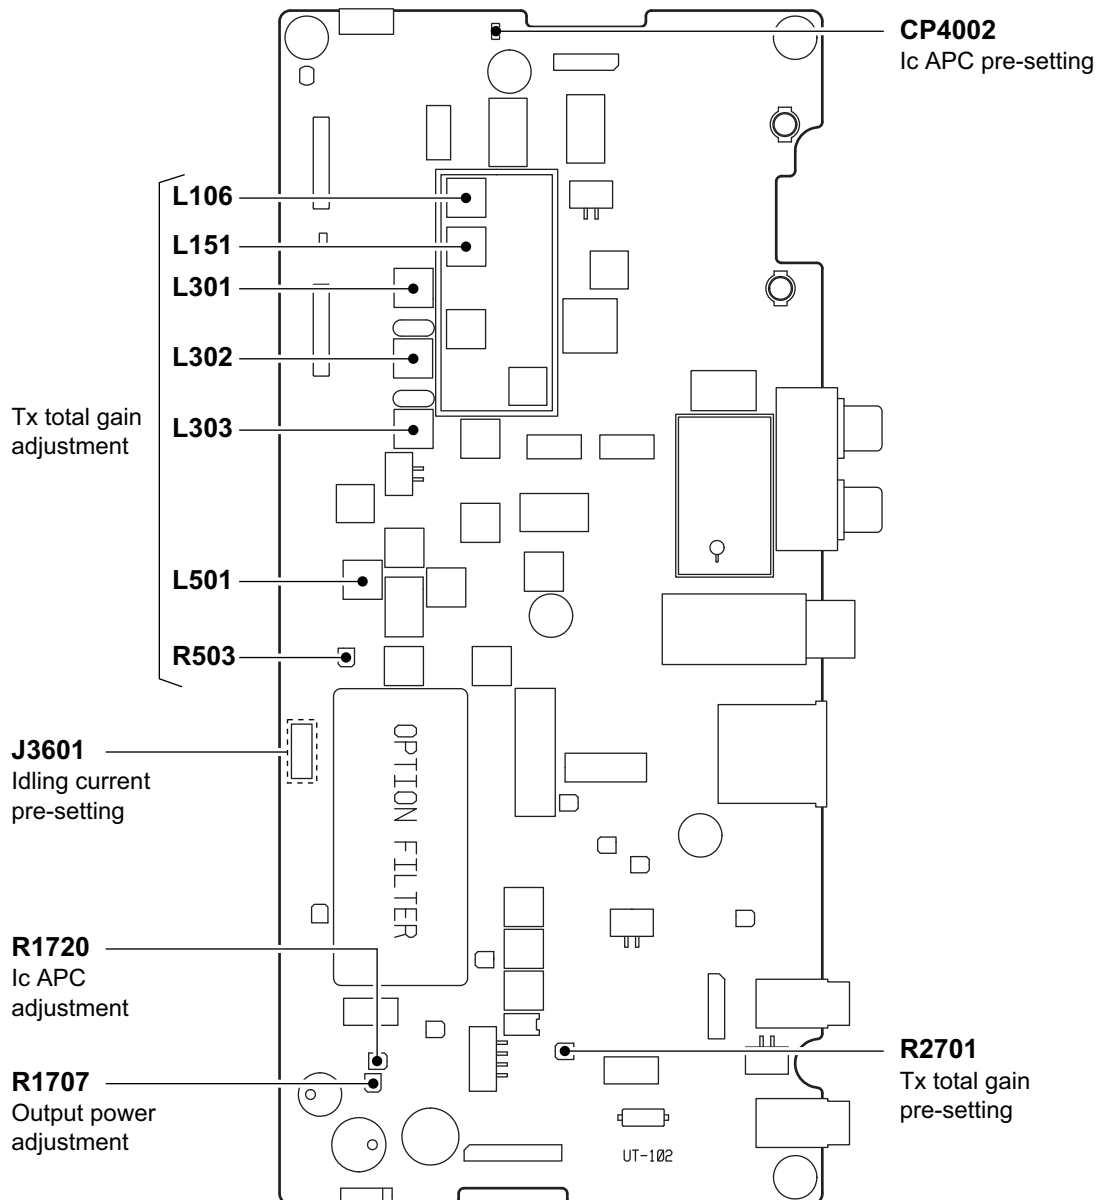 CP4002
Ic APC pre-setting
L106
L151
L301
L302
Tx total gain
adjustment
L303
L501
R503
J3601
Idling current
pre-setting
OPTION FILTER
R1720
Ic APC
adjustment
R1707
Output power
adjustment
R2701
Tx total gain
pre-setting
UT-102